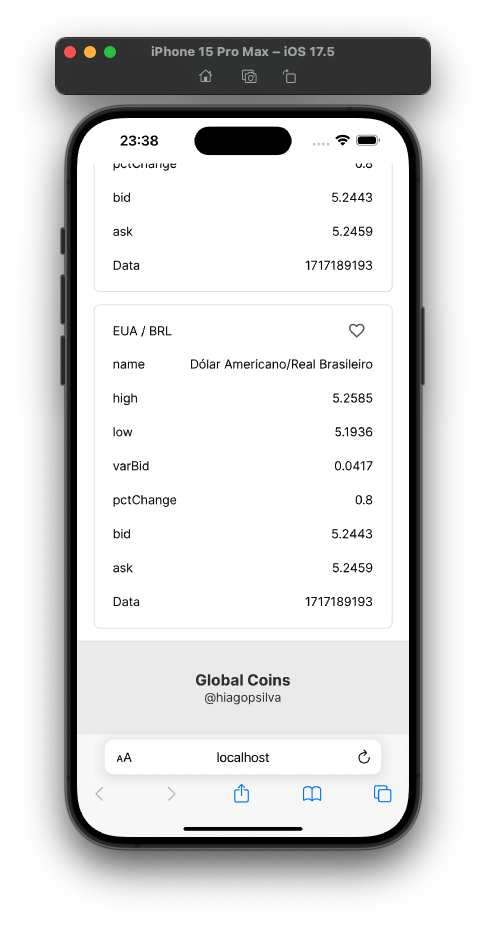 iPhone 15 Pro Max – iOS 17.5
23:38
pctChange 0.8
bid 5.2443
ask 5.2459
Data 1717189193
EUA / BRL
name Dólar Americano/Real Brasileiro
high 5.2585
low 5.1936
varBid 0.0417
pctChange 0.8
bid 5.2443
ask 5.2459
Data 1717189193
Global Coins
@hiagopsilva
AA localhost